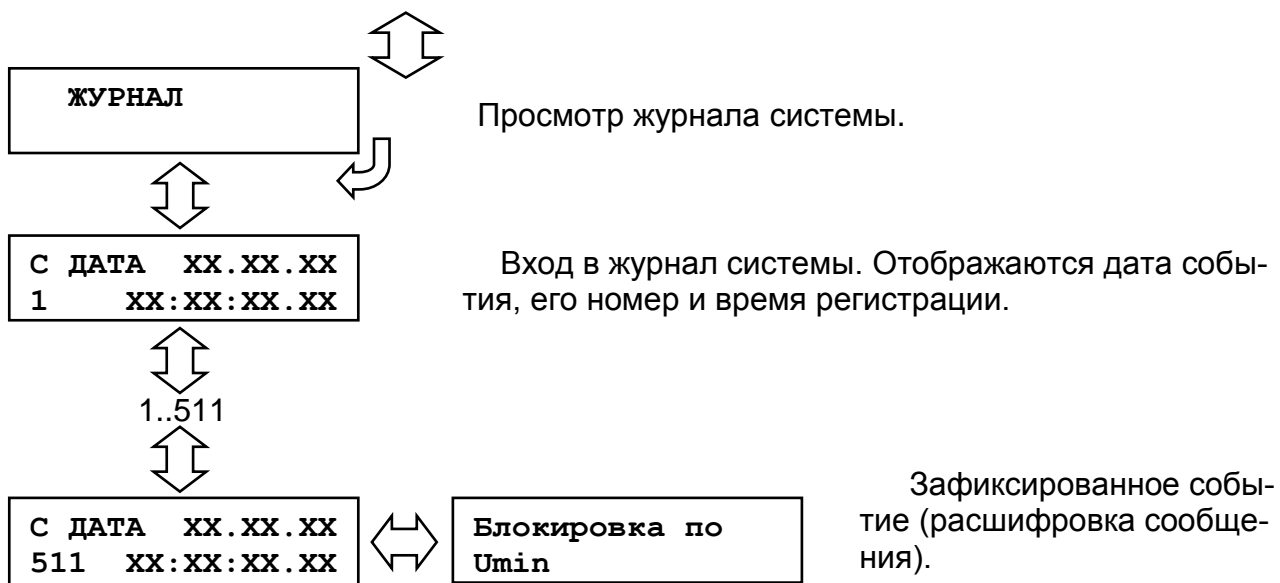 ЖУРНАЛ
Просмотр журнала системы.
С ДАТА XX.XX.XX
1 XX:XX:XX.XX
Вход в журнал системы. Отображаются дата собы-
тия, его номер и время регистрации.
1..511
С ДАТА XX.XX.XX
511 XX:XX:XX.XX
Блокировка по
Umin
Зафиксированное собы-
тие (расшифровка сообще-
ния).